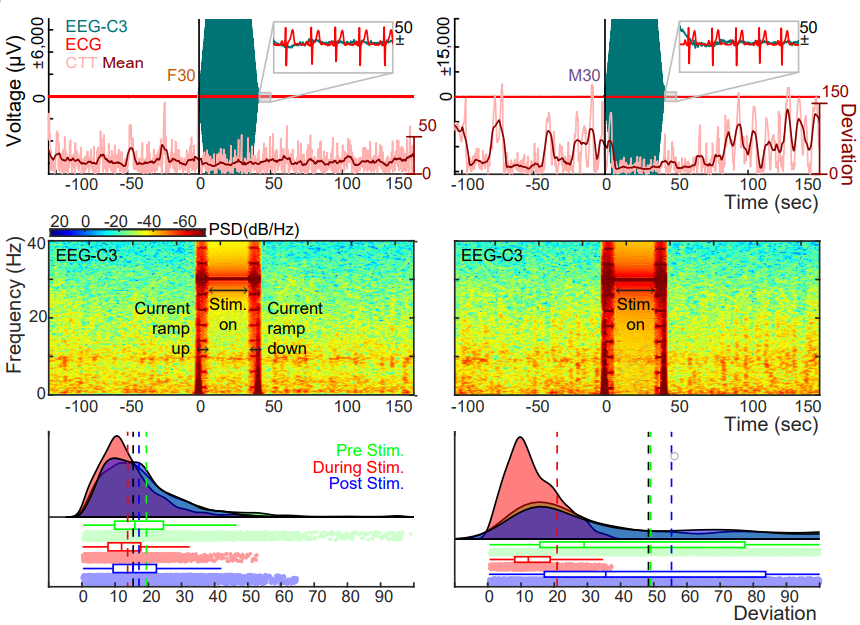 EEG-C3
ECG
CTT Mean
Voltage (µV)
±5,000
0
F30
50
±
50
0
-100 -50 0 50 100 150
±15,000
0
M30
50
±
150
0
Deviation
-100 -50 0 50 100 150
Time (sec)
20 0 -20 -40 -60 PSD(dB/Hz)
Frequency (Hz)
40
20
0
EEG-C3
Current
ramp
up
Stim.
on
Current
ramp
down
-100 -50 0 50 100 150
EEG-C3
Stim.
on
-100 -50 0 50 100 150
Time (sec)
Pre Stim.
During Stim.
Post Stim.
0 10 20 30 40 50 60 70 80 90
0 10 20 30 40 50 60 70 80 90
Deviation